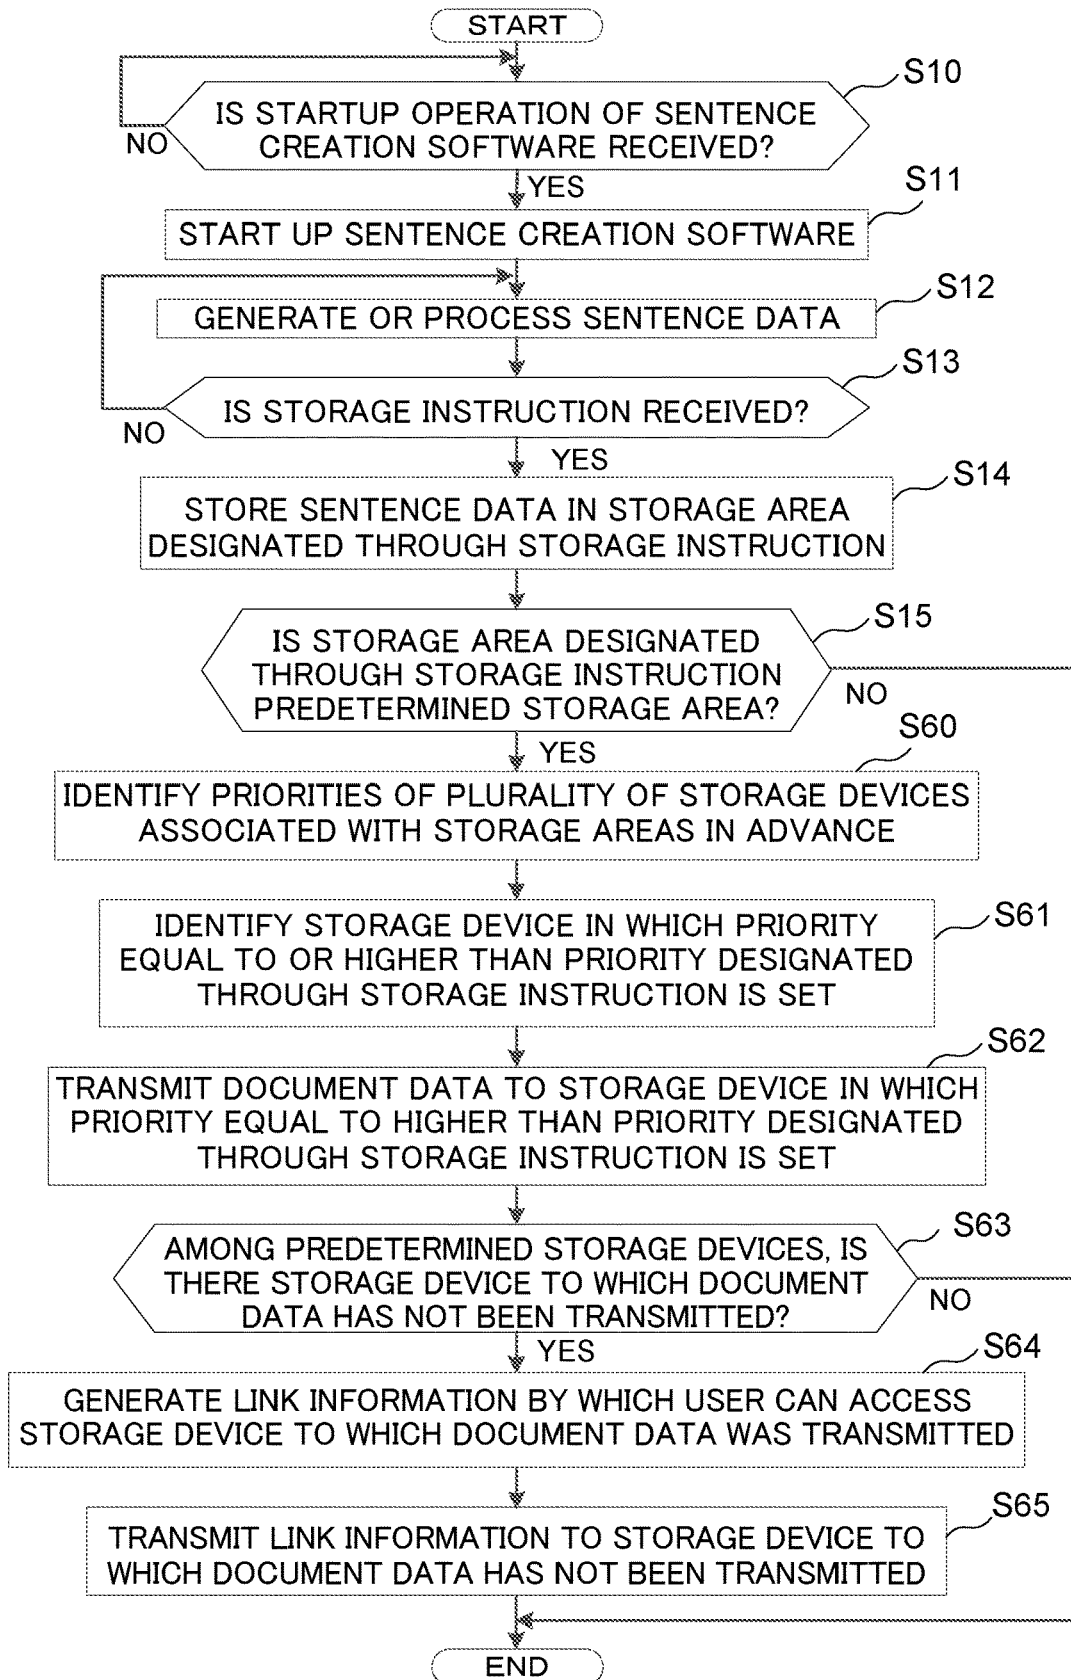 START
S10
IS STARTUP OPERATION OF SENTENCE
CREATION SOFTWARE RECEIVED?
NO
YES
S11
START UP SENTENCE CREATION SOFTWARE
S12
GENERATE OR PROCESS SENTENCE DATA
S13
IS STORAGE INSTRUCTION RECEIVED?
NO
YES
S14
STORE SENTENCE DATA IN STORAGE AREA
DESIGNATED THROUGH STORAGE INSTRUCTION
S15
IS STORAGE AREA DESIGNATED
THROUGH STORAGE INSTRUCTION
PREDETERMINED STORAGE AREA?
NO
YES
S60
IDENTIFY PRIORITIES OF PLURALITY OF STORAGE DEVICES
ASSOCIATED WITH STORAGE AREAS IN ADVANCE
S61
IDENTIFY STORAGE DEVICE IN WHICH PRIORITY
EQUAL TO OR HIGHER THAN PRIORITY DESIGNATED
THROUGH STORAGE INSTRUCTION IS SET
S62
TRANSMIT DOCUMENT DATA TO STORAGE DEVICE IN WHICH
PRIORITY EQUAL TO HIGHER THAN PRIORITY DESIGNATED
THROUGH STORAGE INSTRUCTION IS SET
S63
AMONG PREDETERMINED STORAGE DEVICES, IS
THERE STORAGE DEVICE TO WHICH DOCUMENT
DATA HAS NOT BEEN TRANSMITTED?
NO
YES
S64
GENERATE LINK INFORMATION BY WHICH USER CAN ACCESS
STORAGE DEVICE TO WHICH DOCUMENT DATA WAS TRANSMITTED
S65
TRANSMIT LINK INFORMATION TO STORAGE DEVICE TO
WHICH DOCUMENT DATA HAS NOT BEEN TRANSMITTED
END